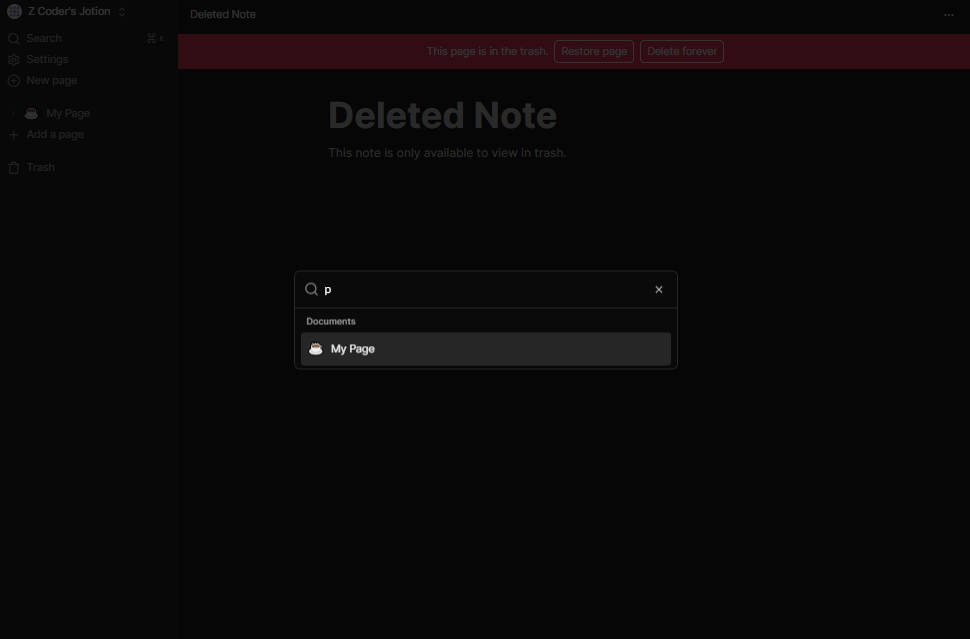 Z Coder's Jotion
Search ⌘ K
Settings
New page
My Page
Add a page
Trash
Deleted Note
This page is in the trash. Restore page Delete forever
Deleted Note
This note is only available to view in trash.
p
Documents
My Page